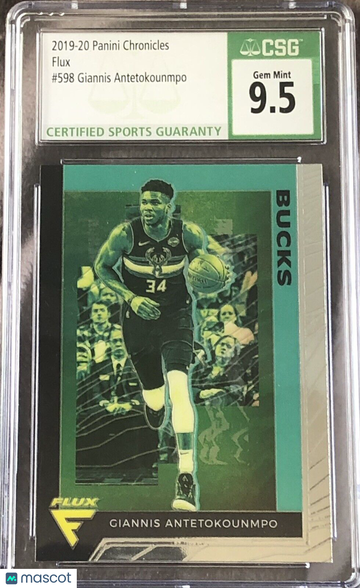 2019-20 Panini Chronicles
Flux
#598 Giannis Antetokounmpo
CSG
Gem Mint
9.5
CERTIFIED SPORTS GUARANTY
BUCKS
BUCKS
34
FLUX
F
GIANNIS ANTETOKOUNMPO
mascot